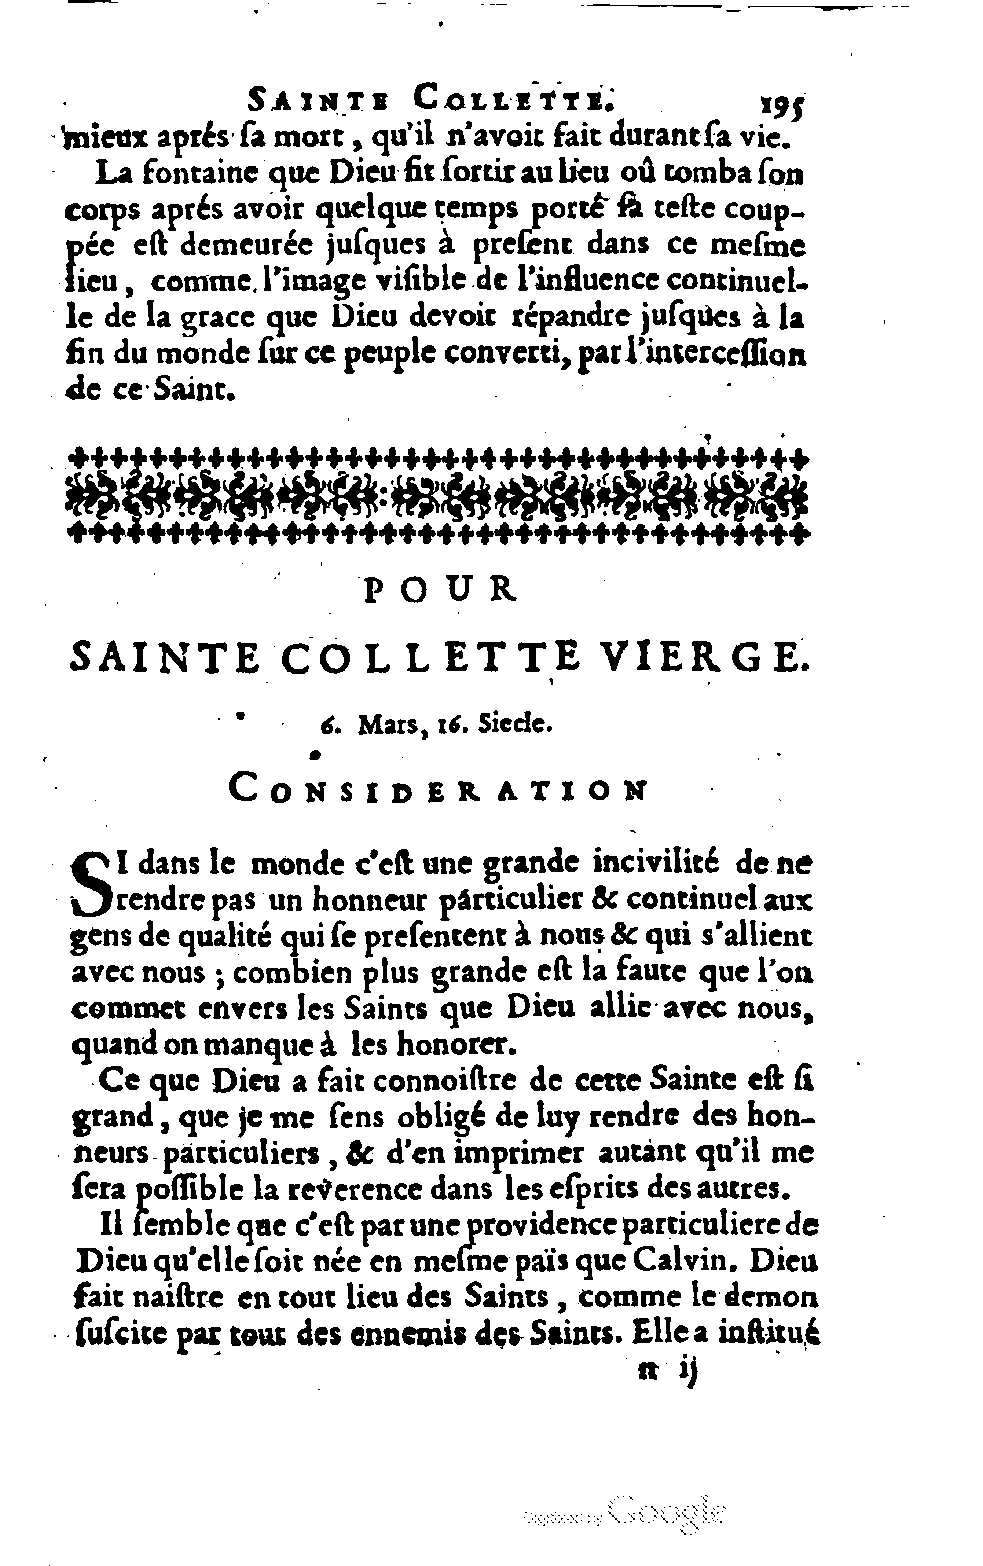 SAINTE COLLETTE. 195
mieux aprés ſa mort, qu'il n'avoit fait durant ſa vie.
La fontaine que Dieu fit ſortir au lieu oû tomba ſon
corps aprés avoir quelque temps porté ſa teſte coup-
pée eſt demeurée juſques à preſent dans ce meſme
lieu, comme l'image viſible de l'influence continuel-
le de la grace que Dieu devoit répandre juſques à la
fin du monde ſur ce peuple converti, par l'interceſſion
de ce Saint.
POUR
SAINTE COLLETTE VIERGE.
6. Mars, 16. Siecle.
CONSIDERATION
SI dans le monde c'eſt une grande incivilité de ne
rendre pas un honneur particulier & continuel aux
gens de qualité qui ſe preſentent à nous & qui s'allient
avec nous ; combien plus grande eſt la faute que l'on
commet envers les Saints que Dieu allie avec nous,
quand on manque à les honorer.
Ce que Dieu a fait connoiſtre de cette Sainte eſt ſi
grand, que je me ſens obligé de luy rendre des hon-
neurs particuliers, & d'en imprimer autant qu'il me
ſera poſſible la reverence dans les eſprits des autres.
Il ſemble que c'eſt par une providence particuliere de
Dieu qu'elle ſoit née en meſme païs que Calvin. Dieu
fait naiſtre en tout lieu des Saints, comme le demon
ſuſcite par tout des ennemis des Saints. Elle a inſtitué
n ij
Digitized by Google